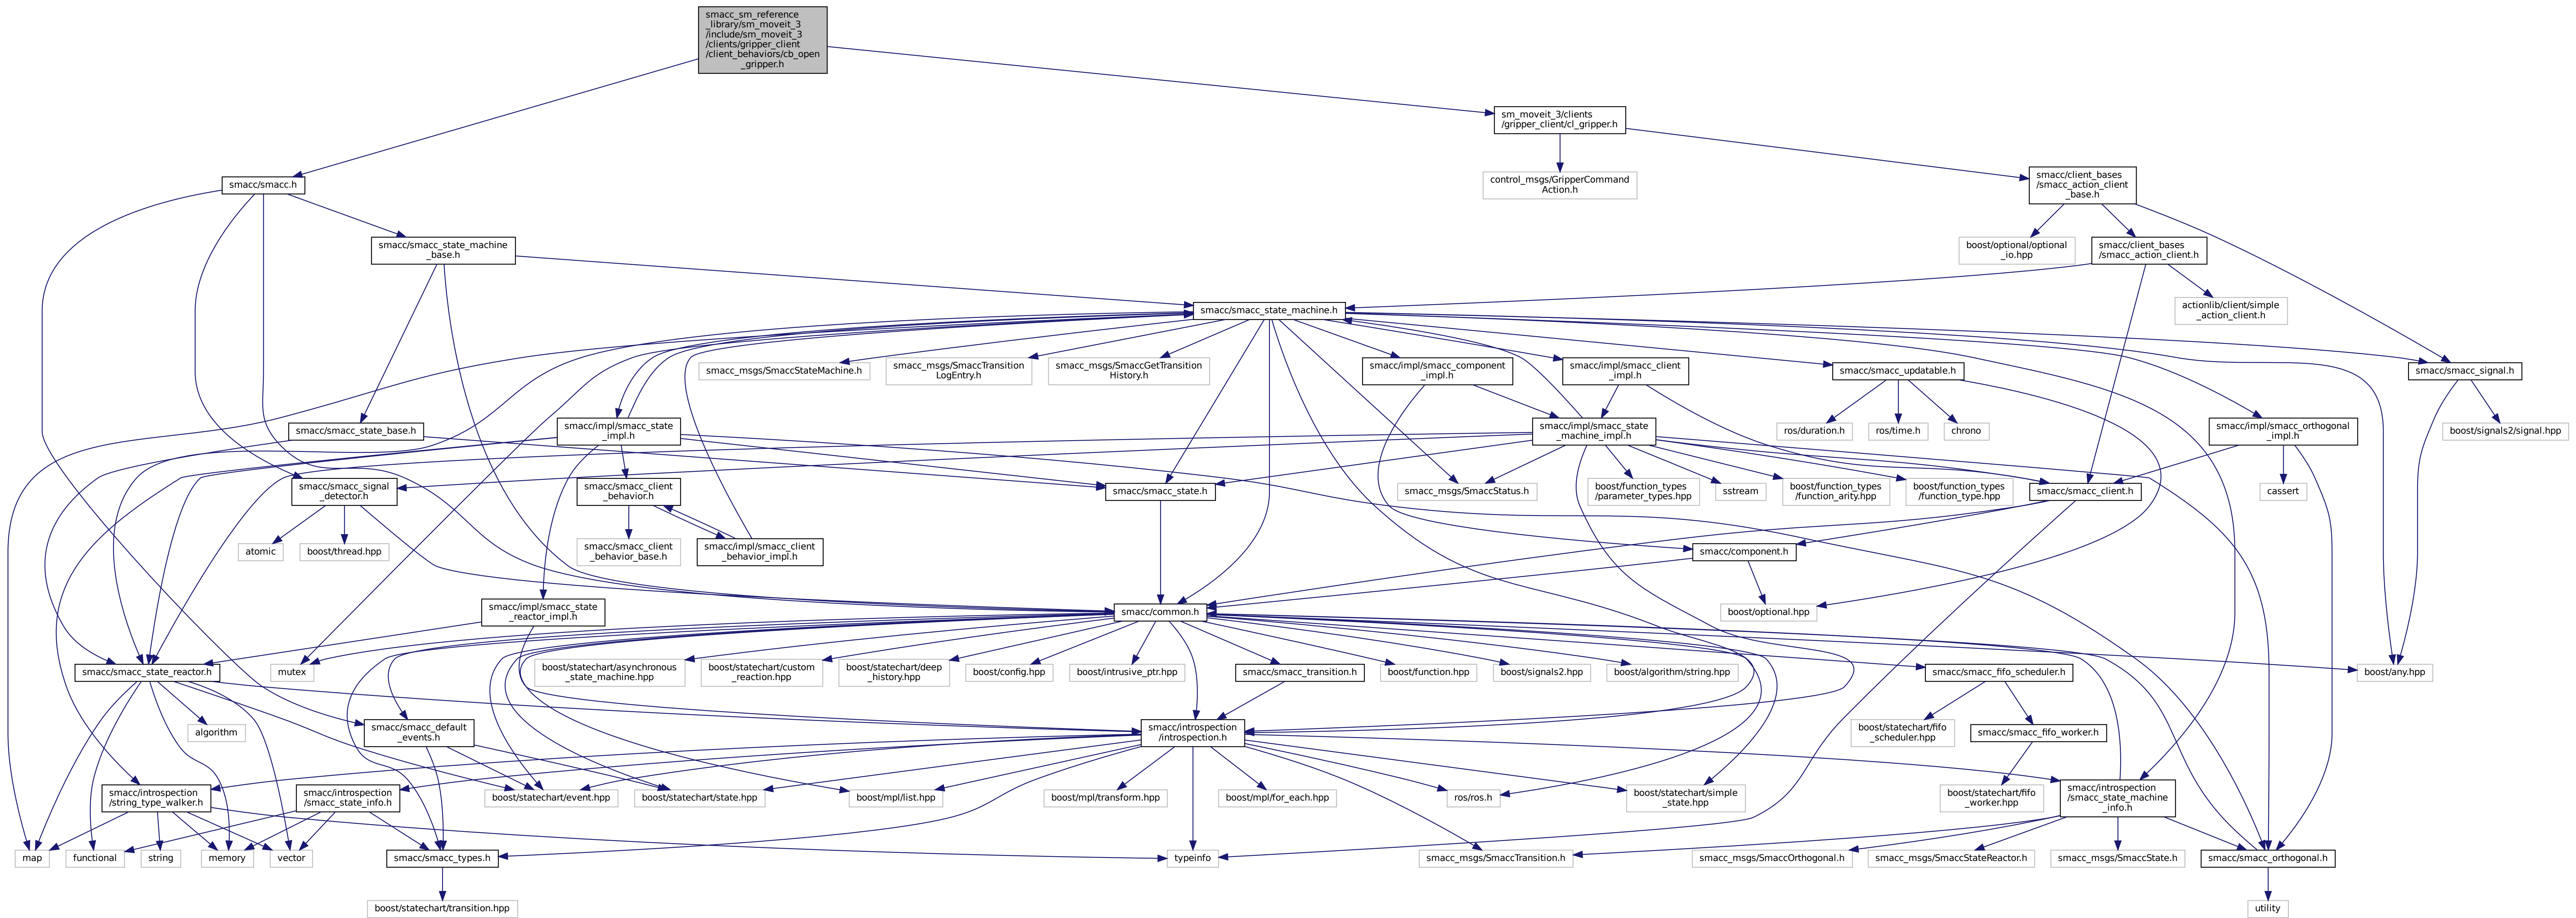 smacc_sm_reference
_library/sm_moveit_3
/include/sm_moveit_3
/clients/gripper_client
/client_behaviors/cb_open
_gripper.h
sm_moveit_3/clients
/gripper_client/cl_gripper.h
smacc/smacc.h
control_msgs/GripperCommand
Action.h
smacc/client_bases
/smacc_action_client
_base.h
smacc/smacc_state_machine
_base.h
boost/optional/optional
_io.hpp
smacc/client_bases
/smacc_action_client.h
smacc/smacc_state_machine.h
actionlib/client/simple
_action_client.h
smacc_msgs/SmaccStateMachine.h
smacc_msgs/SmaccTransition
LogEntry.h
smacc_msgs/SmaccGetTransition
History.h
smacc/impl/smacc_component
_impl.h
smacc/impl/smacc_client
_impl.h
smacc/smacc_updatable.h
smacc/smacc_signal.h
smacc/smacc_state_base.h
smacc/impl/smacc_state
_impl.h
smacc/impl/smacc_state
_machine_impl.h
ros/duration.h
ros/time.h
chrono
smacc/impl/smacc_orthogonal
_impl.h
boost/signals2/signal.hpp
smacc/smacc_signal
_detector.h
smacc/smacc_client
_behavior.h
smacc/smacc_state.h
smacc_msgs/SmaccStatus.h
boost/function_types
/parameter_types.hpp
sstream
boost/function_types
/function_arity.hpp
boost/function_types
/function_type.hpp
smacc/smacc_client.h
cassert
atomic
boost/thread.hpp
smacc/smacc_client
_behavior_base.h
smacc/impl/smacc_client
_behavior_impl.h
smacc/component.h
smacc/impl/smacc_state
_reactor_impl.h
smacc/common.h
boost/optional.hpp
smacc/smacc_state_reactor.h
mutex
boost/statechart/asynchronous
_state_machine.hpp
boost/statechart/custom
_reaction.hpp
boost/statechart/deep
_history.hpp
boost/config.hpp
boost/intrusive_ptr.hpp
smacc/smacc_transition.h
boost/function.hpp
boost/signals2.hpp
boost/algorithm/string.hpp
smacc/smacc_fifo_scheduler.h
boost/any.hpp
algorithm
smacc/smacc_default
_events.h
smacc/introspection
/introspection.h
boost/statechart/fifo
_scheduler.hpp
smacc/smacc_fifo_worker.h
smacc/introspection
/string_type_walker.h
smacc/introspection
/smacc_state_info.h
boost/statechart/event.hpp
boost/statechart/state.hpp
boost/mpl/list.hpp
boost/mpl/transform.hpp
boost/mpl/for_each.hpp
ros/ros.h
boost/statechart/simple
_state.hpp
boost/statechart/fifo
_worker.hpp
smacc/introspection
/smacc_state_machine
_info.h
map
functional
string
memory
vector
smacc/smacc_types.h
typeinfo
smacc_msgs/SmaccTransition.h
smacc_msgs/SmaccOrthogonal.h
smacc_msgs/SmaccStateReactor.h
smacc_msgs/SmaccState.h
smacc/smacc_orthogonal.h
boost/statechart/transition.hpp
utility